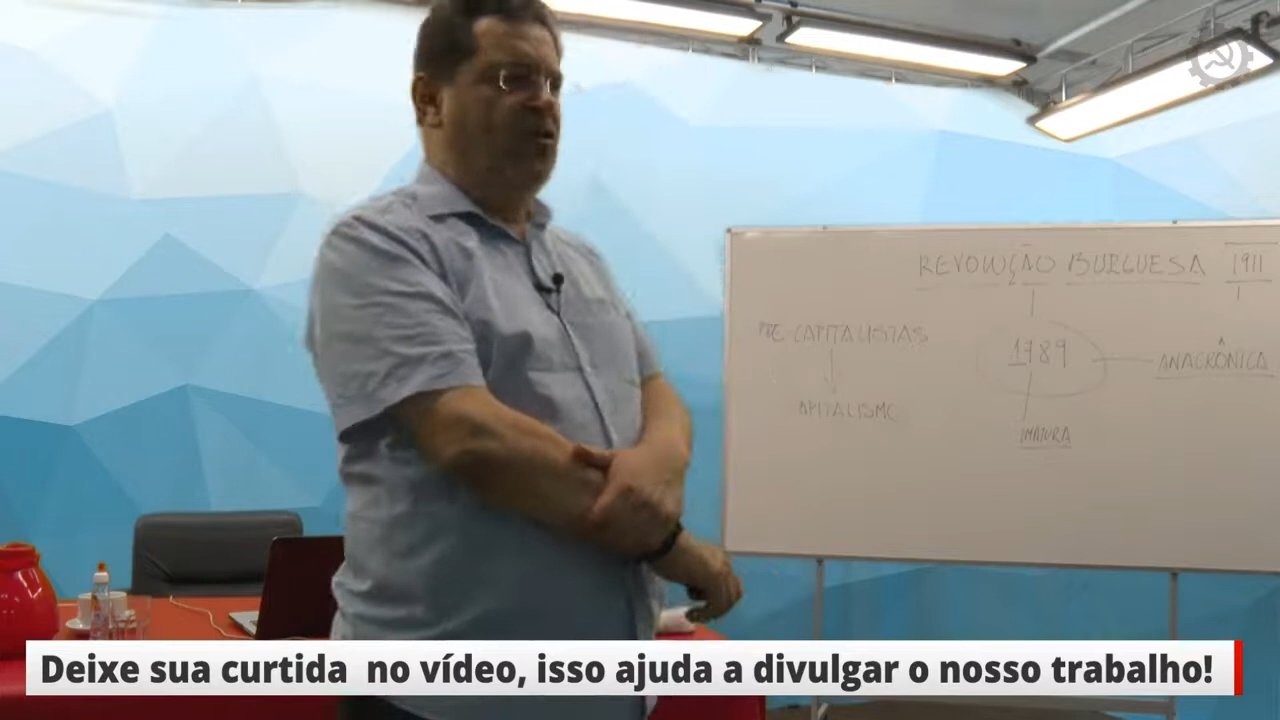 REVOLUÇÃO BURGUESA 1911
PRÉ-CAPITALISTAS
1789
ANACRÔNICA
CAPITALISMO
IMATURA
Deixe sua curtida no vídeo, isso ajuda a divulgar o nosso trabalho!